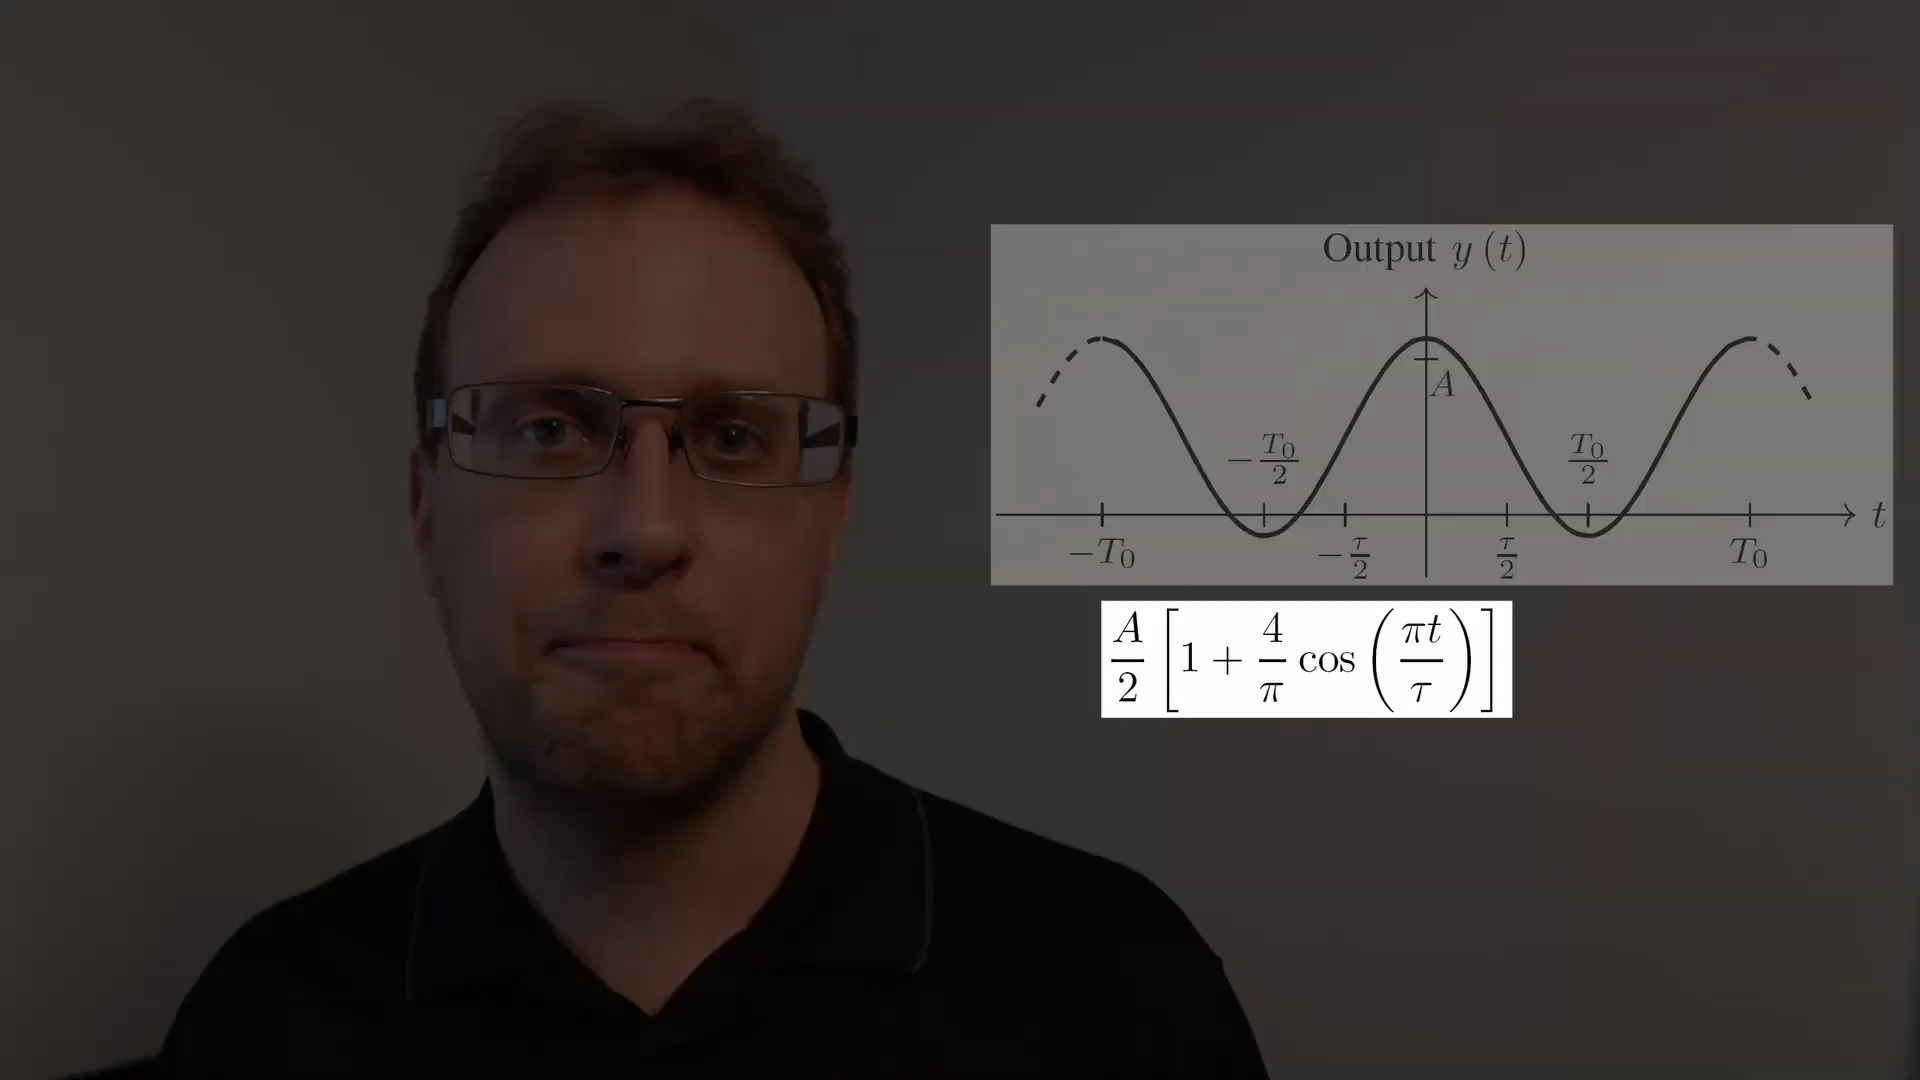 Output y (t)
A
−T₀/2
T₀/2
t
−T₀
−τ/2
τ/2
T₀
A/2 [1 + 4/π cos (πt/τ)]